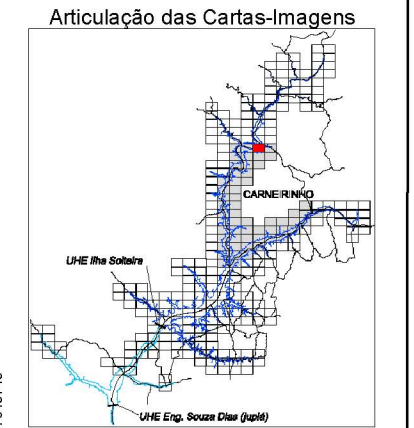 Articulação das Cartas-Imagens
CARNEIRINHO
UHE Ilha Solteira
UHE Eng. Souza Dias (jupiá)